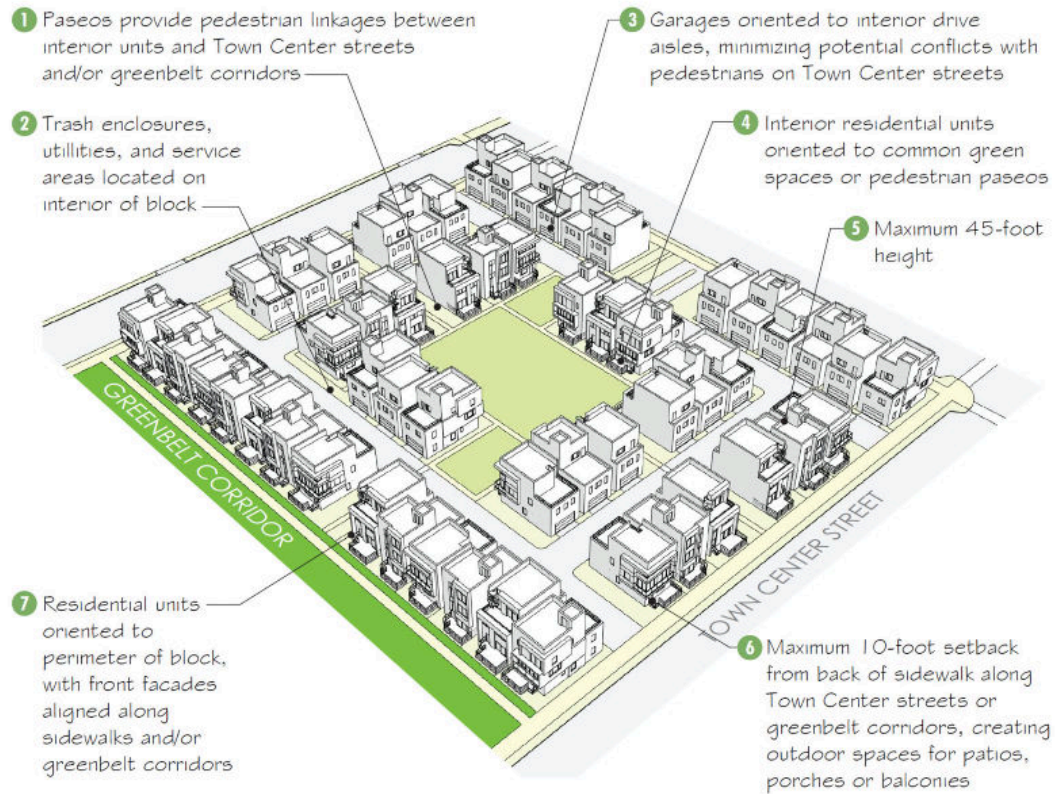 1 Paseos provide pedestrian linkages between
interior units and Town Center streets
and/or greenbelt corridors
2 Trash enclosures,
utillities, and service
areas located on
interior of block
3 Garages oriented to interior drive
aisles, minimizing potential conflicts with
pedestrians on Town Center streets
4 Interior residential units
oriented to common green
spaces or pedestrian paseos
5 Maximum 45-foot
height
GREENBELT CORRIDOR
TOWN CENTER STREET
6 Maximum 10-foot setback
from back of sidewalk along
Town Center streets or
greenbelt corridors, creating
outdoor spaces for patios,
porches or balconies
7 Residential units
oriented to
perimeter of block,
with front facades
aligned along
sidewalks and/or
greenbelt corridors